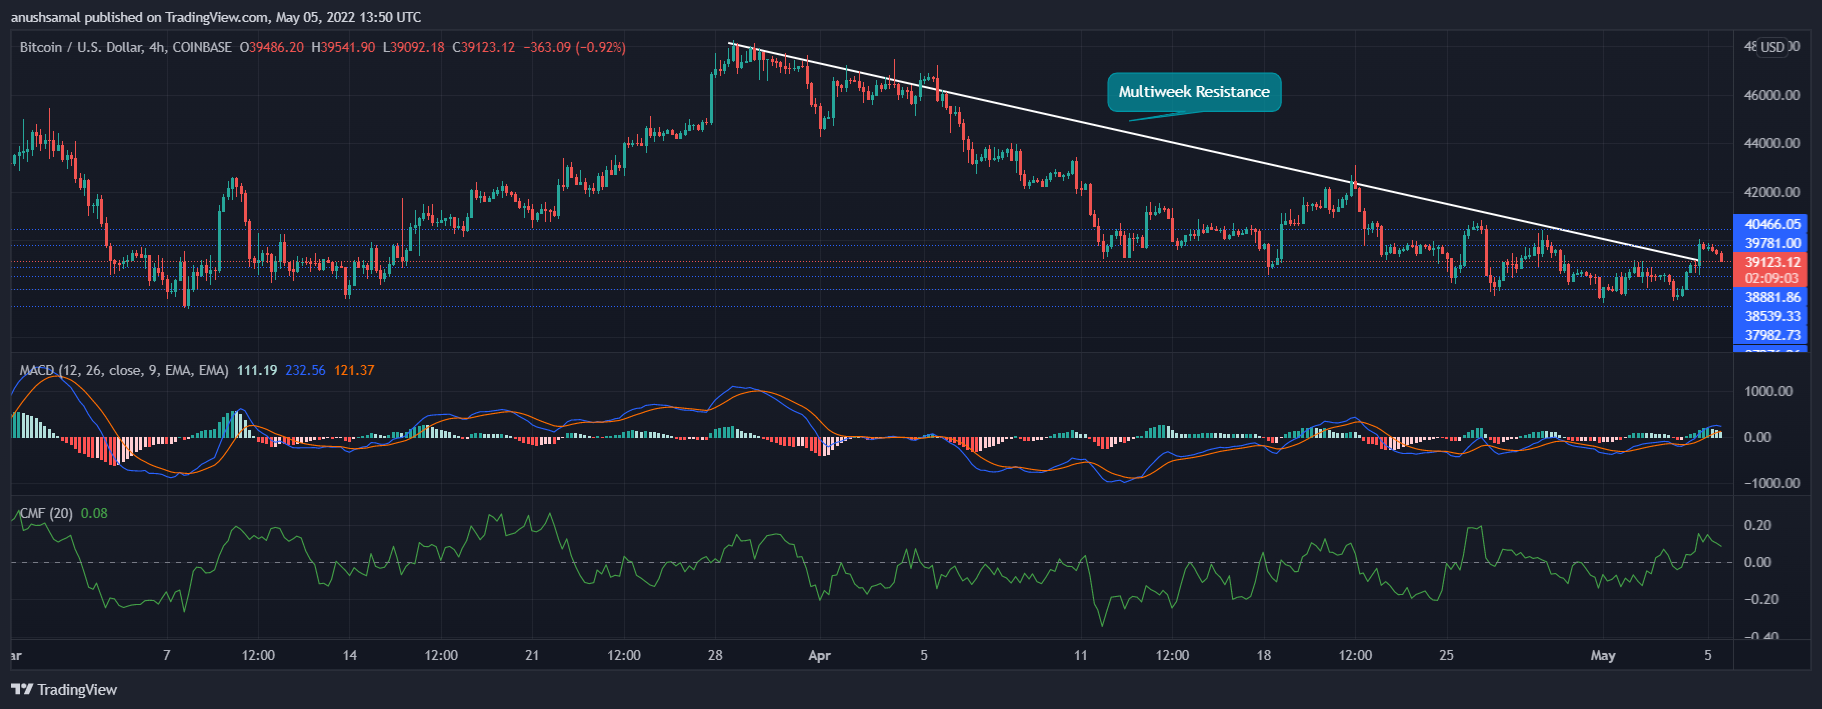 anushsamal published on TradingView.com, May 05, 2022 13:50 UTC
Bitcoin / U.S. Dollar, 4h, COINBASE O39486.20 H39541.90 L39092.18 C39123.12 −363.09 (−0.92%)
USD
Multiweek Resistance
46000.00
44000.00
42000.00
40466.05
39781.00
39123.12
02:09:03
38881.86
38539.33
37982.73
MACD (12, 26, close, 9, EMA, EMA) 111.19 232.56 121.37
1000.00
0.00
−1000.00
CMF (20) 0.08
0.20
0.00
−0.20
−0.40
ar 7 12:00 14 12:00 21 12:00 28 Apr 5 11 12:00 18 12:00 25 May 5
TradingView